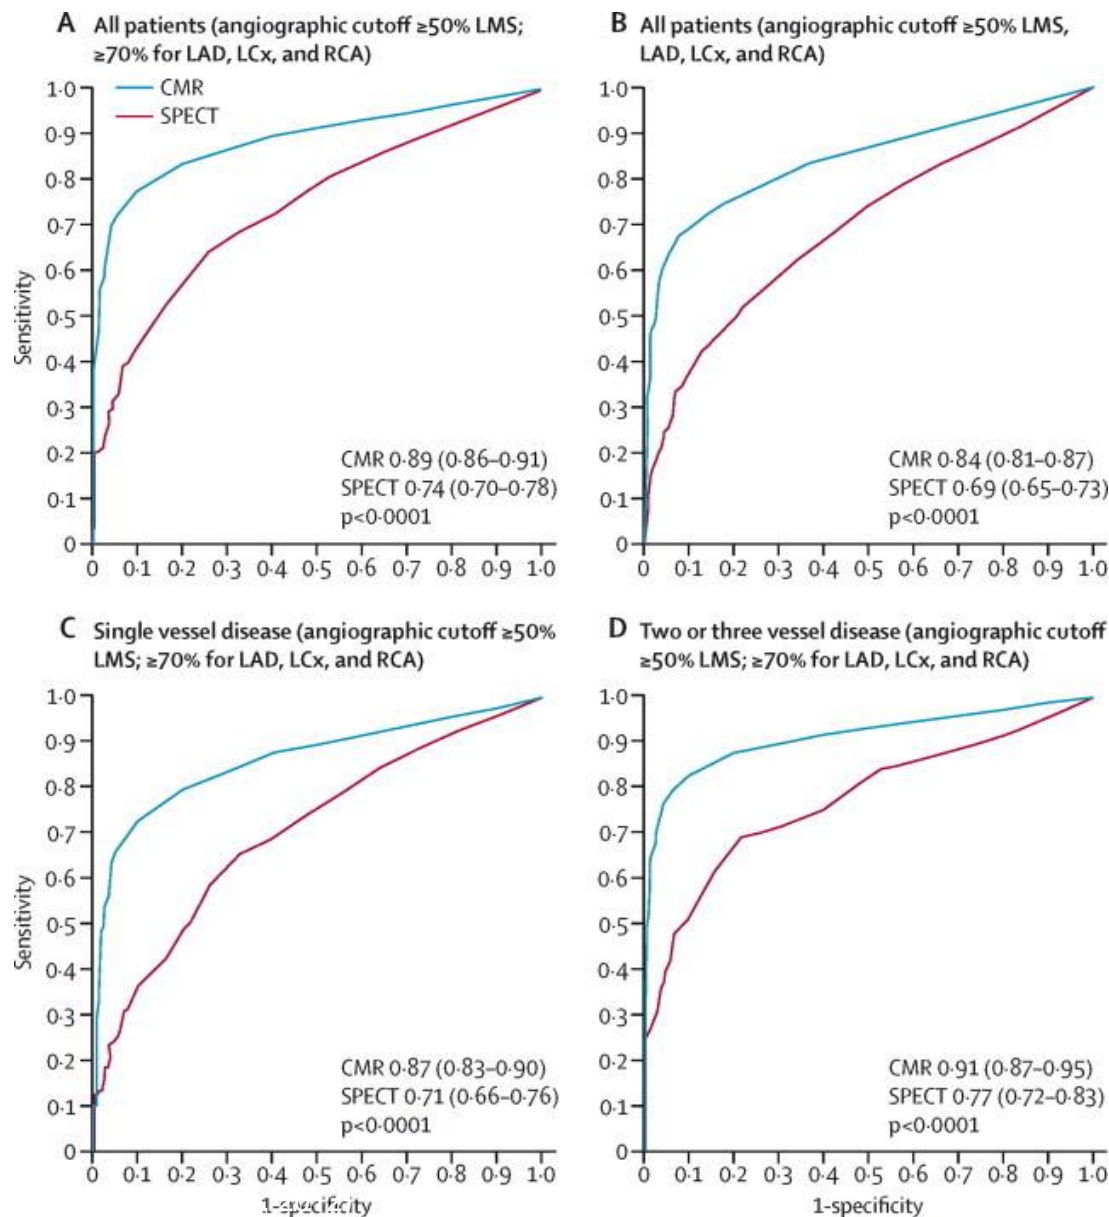 A All patients (angiographic cutoff ≥50% LMS;
≥70% for LAD, LCx, and RCA)
CMR
SPECT
1·0
0·9
0·8
0·7
0·6
0·5
0·4
0·3
0·2
0·1
0
Sensitivity
CMR 0·89 (0·86–0·91)
SPECT 0·74 (0·70–0·78)
p<0·0001
0 0·1 0·2 0·3 0·4 0·5 0·6 0·7 0·8 0·9 1·0
B All patients (angiographic cutoff ≥50% LMS,
LAD, LCx, and RCA)
1·0
0·9
0·8
0·7
0·6
0·5
0·4
0·3
0·2
0·1
0
CMR 0·84 (0·81–0·87)
SPECT 0·69 (0·65–0·73)
p<0·0001
0 0·1 0·2 0·3 0·4 0·5 0·6 0·7 0·8 0·9 1·0
C Single vessel disease (angiographic cutoff ≥50%
LMS; ≥70% for LAD, LCx, and RCA)
1·0
0·9
0·8
0·7
0·6
0·5
0·4
0·3
0·2
0·1
0
Sensitivity
CMR 0·87 (0·83–0·90)
SPECT 0·71 (0·66–0·76)
p<0·0001
0 0·1 0·2 0·3 0·4 0·5 0·6 0·7 0·8 0·9 1·0
1-specificity
D Two or three vessel disease (angiographic cutoff
≥50% LMS; ≥70% for LAD, LCx, and RCA)
1·0
0·9
0·8
0·7
0·6
0·5
0·4
0·3
0·2
0·1
0
CMR 0·91 (0·87–0·95)
SPECT 0·77 (0·72–0·83)
p<0·0001
0 0·1 0·2 0·3 0·4 0·5 0·6 0·7 0·8 0·9 1·0
1-specificity